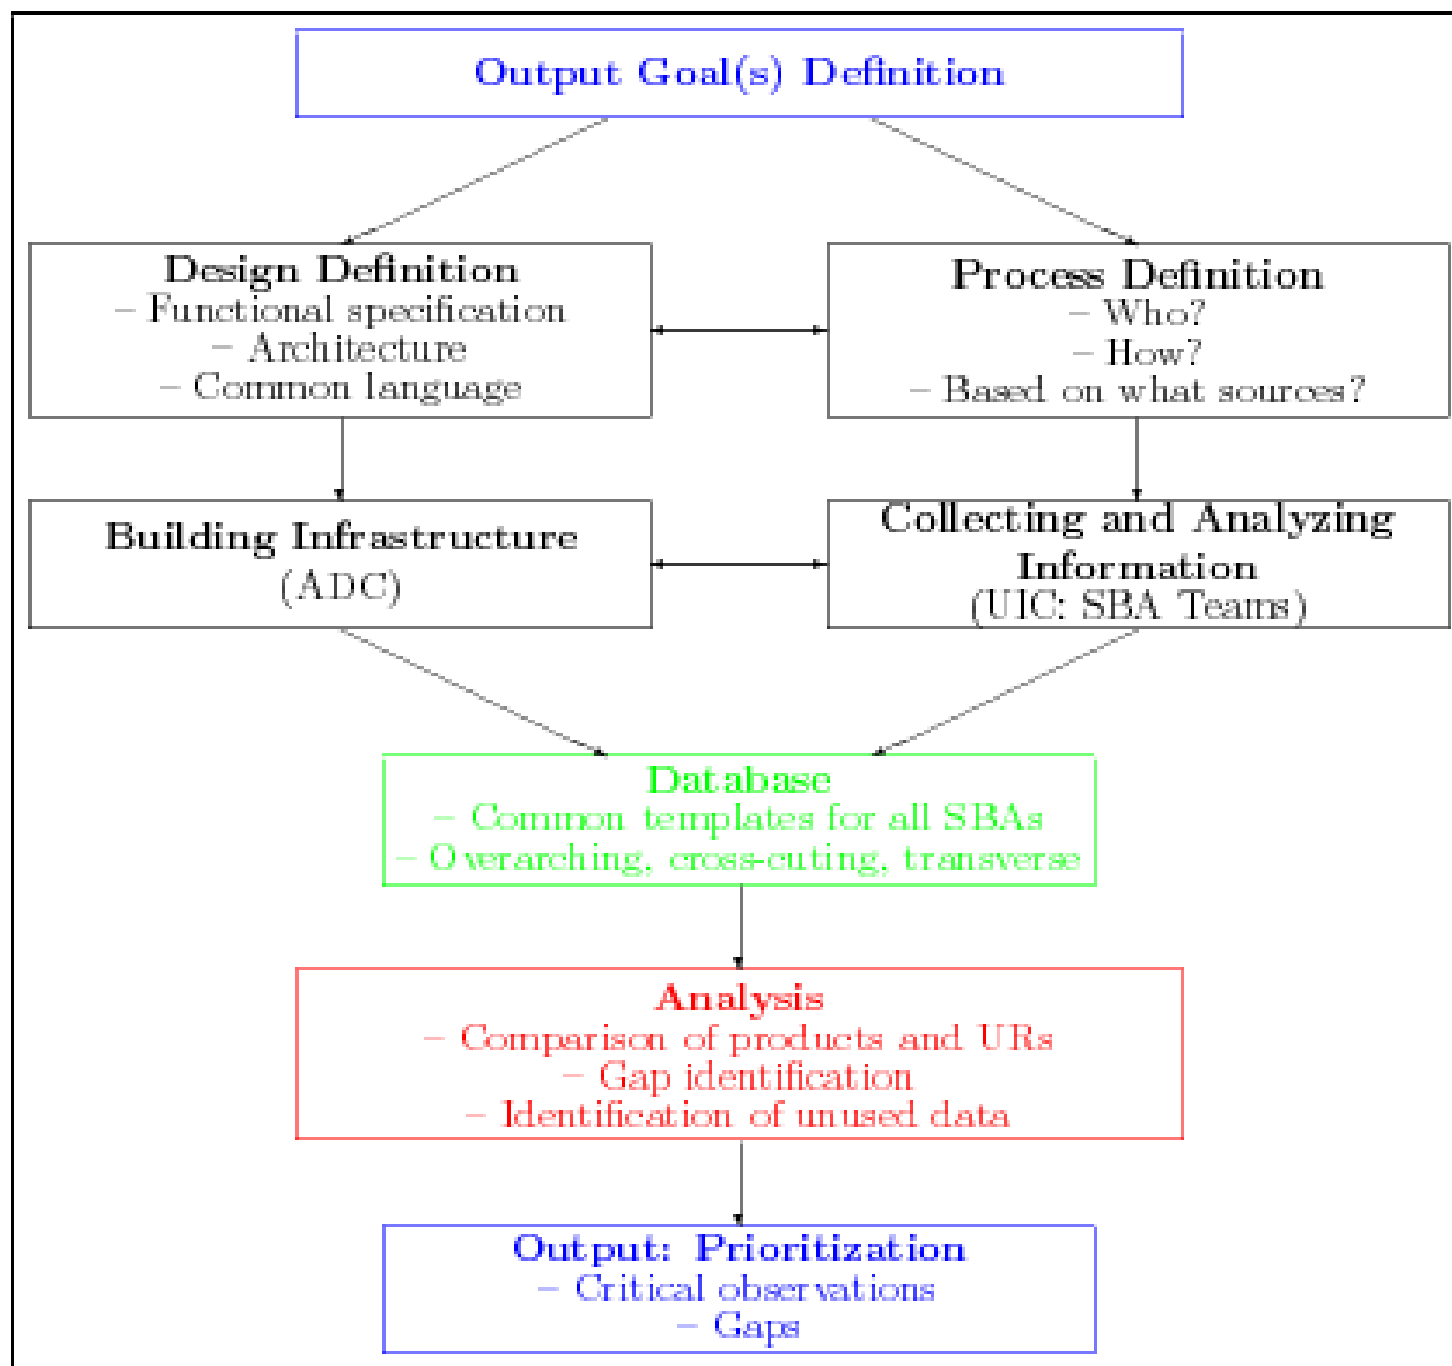 Output Goal(s) Definition
Design Definition
– Functional specification
– Architecture
– Common language
Process Definition
– Who?
– How?
– Based on what sources?
Building Infrastructure
(ADC)
Collecting and Analyzing
Information
(UIC: SBA Teams)
Database
– Common templates for all SBAs
– Overarching, cross-cuting, transverse
Analysis
– Comparison of products and URs
– Gap identification
– Identification of unused data
Output: Prioritization
– Critical observations
– Gaps